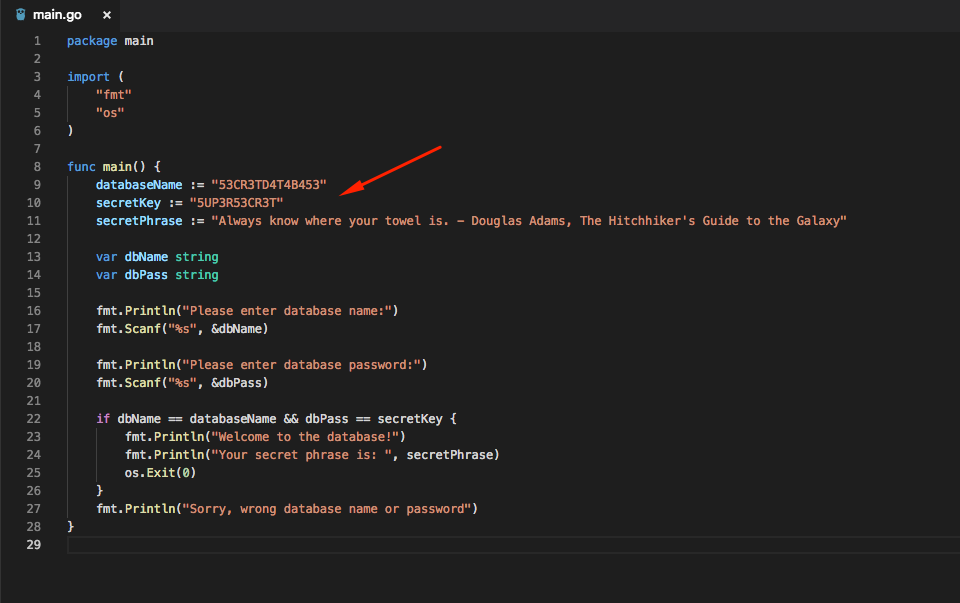 main.go ×
1 package main
2
3 import (
4     "fmt"
5     "os"
6 )
7
8 func main() {
9     databaseName := "53CR3TD4T4B453"
10     secretKey := "5UP3R53CR3T"
11     secretPhrase := "Always know where your towel is. - Douglas Adams, The Hitchhiker's Guide to the Galaxy"
12
13     var dbName string
14     var dbPass string
15
16     fmt.Println("Please enter database name:")
17     fmt.Scanf("%s", &dbName)
18
19     fmt.Println("Please enter database password:")
20     fmt.Scanf("%s", &dbPass)
21
22     if dbName == databaseName && dbPass == secretKey {
23         fmt.Println("Welcome to the database!")
24         fmt.Println("Your secret phrase is: ", secretPhrase)
25         os.Exit(0)
26     }
27     fmt.Println("Sorry, wrong database name or password")
28 }
29